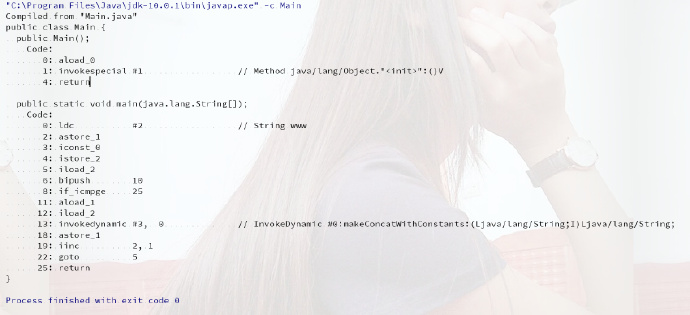 "C:\Program Files\Java\jdk-10.0.1\bin\javap.exe" -c Main
Compiled from "Main.java"
public class Main {
  public Main();
    Code:
       0: aload_0
       1: invokespecial #1                  // Method java/lang/Object."<init>":()V
       4: return

  public static void main(java.lang.String[]);
    Code:
       0: ldc           #2                  // String www
       2: astore_1
       3: iconst_0
       4: istore_2
       5: iload_2
       6: bipush        10
       8: if_icmpge     25
      11: aload_1
      12: iload_2
      13: invokedynamic #3,  0              // InvokeDynamic #0:makeConcatWithConstants:(Ljava/lang/String;I)Ljava/lang/String;
      18: astore_1
      19: iinc          2, 1
      22: goto          5
      25: return
}

Process finished with exit code 0